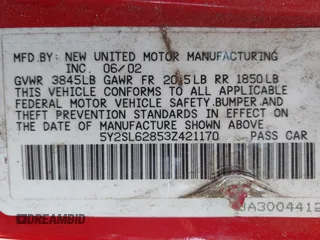 MFD.BY: NEW UNITED MOTOR MANUFACTURING
INC. 06/02
GVWR 3845LB GAWR FR 2015LB RR 1850LB
THIS VEHICLE CONFORMS TO ALL APPLICABLE
FEDERAL MOTOR VEHICLE SAFETY,BUMPER,AND
THEFT PREVENTION STANDARDS IN EFFECT ON
THE DATE OF MANUFACTURE SHOWN ABOVE.
5Y2SL62853Z421170 PASS CAR
3A3004412
EPICDAMID